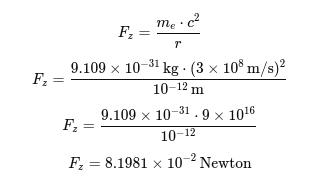 F_z = \frac{m_e \cdot c^2}{r}
F_z = \frac{9.109 \times 10^{-31} \, \text{kg} \cdot (3 \times 10^8 \, \text{m/s})^2}{10^{-12} \, \text{m}}
F_z = \frac{9.109 \times 10^{-31} \cdot 9 \times 10^{16}}{10^{-12}}
F_z = 8.1981 \times 10^{-2} \, \text{Newton}